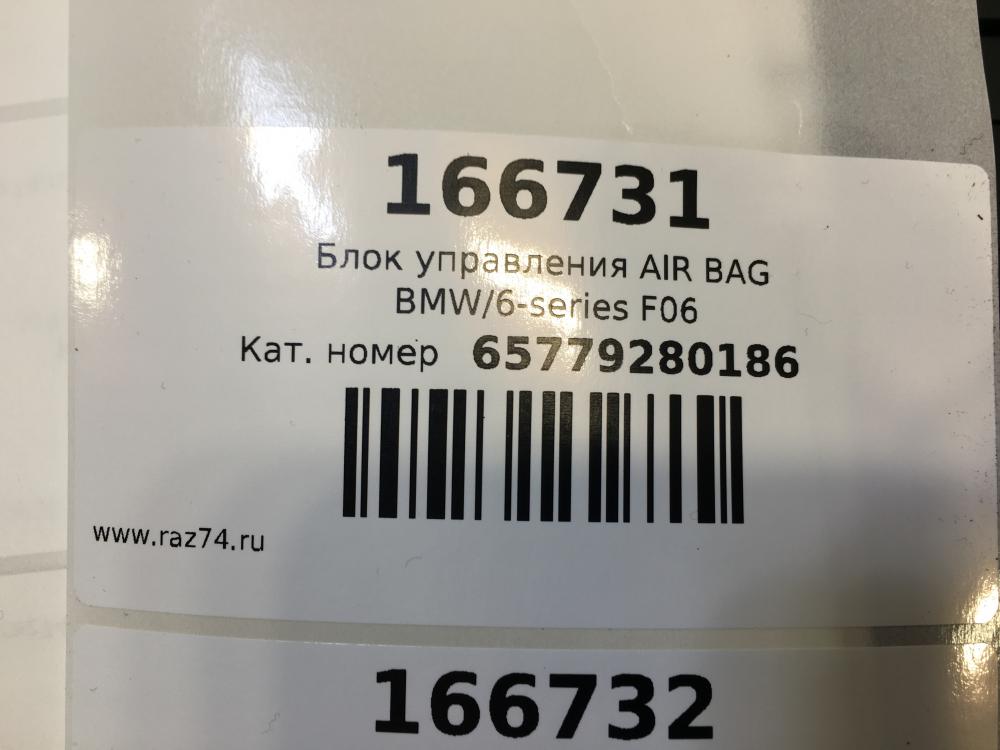 166731
Блок управления AIR BAG
BMW/6-series F06
Кат. номер 65779280186
www.raz74.ru
166732